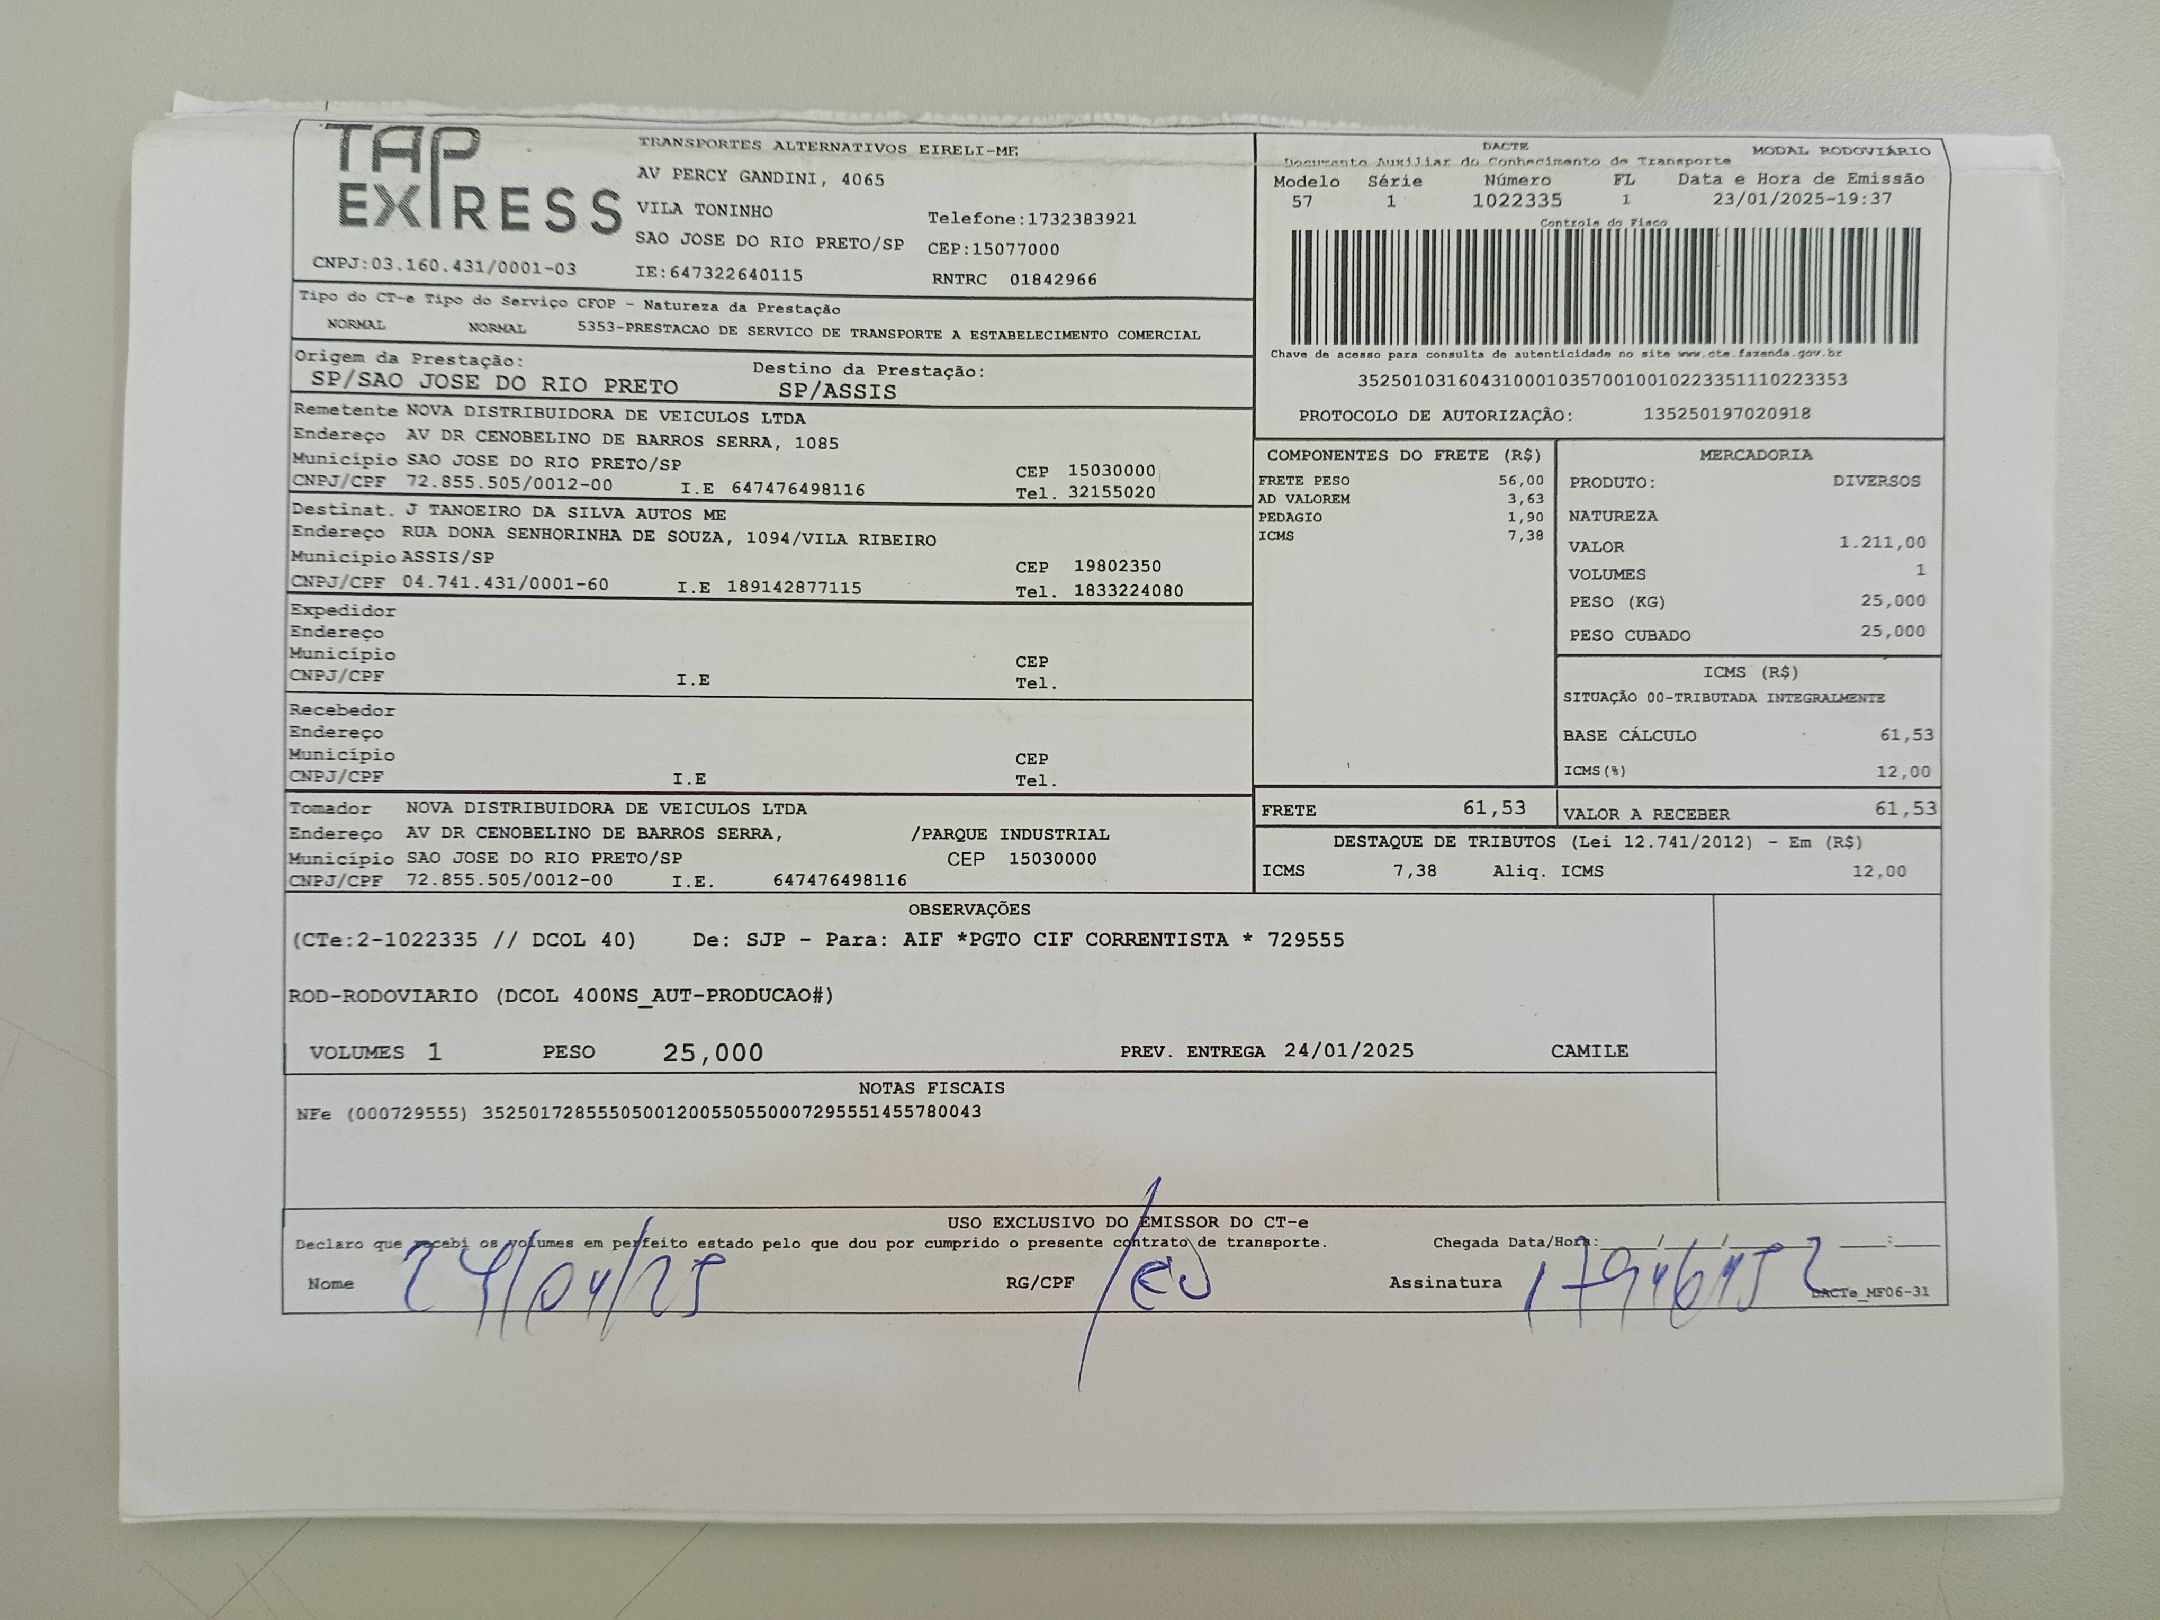 TAP EXPRESS
TRANSPORTES ALTERNATIVOS EIRELI-ME
AV PERCY GANDINI, 4065
VILA TONINHO Telefone:1732383921
SAO JOSE DO RIO PRETO/SP CEP:15077000
CNPJ:03.160.431/0001-03 IE:647322640115 RNTRC 01842966
DACTE MODAL RODOVIÁRIO
Documento Auxiliar do Conhecimento de Transporte
Modelo Série Número FL Data e Hora de Emissão
57 1 1022335 1 23/01/2025-19:37
Controle do Fisco
Chave de acesso para consulta de autenticidade no site www.cte.fazenda.gov.br
35250103160431000103570010010223351110223353
PROTOCOLO DE AUTORIZAÇÃO: 135250197020918
Tipo do CT-e Tipo do Serviço CFOP - Natureza da Prestação
NORMAL NORMAL 5353-PRESTACAO DE SERVICO DE TRANSPORTE A ESTABELECIMENTO COMERCIAL
Origem da Prestação: Destino da Prestação:
SP/SAO JOSE DO RIO PRETO SP/ASSIS
Remetente NOVA DISTRIBUIDORA DE VEICULOS LTDA
Endereço AV DR CENOBELINO DE BARROS SERRA, 1085
Município SAO JOSE DO RIO PRETO/SP CEP 15030000
CNPJ/CPF 72.855.505/0012-00 I.E 647476498116 Tel. 32155020
Destinat. J TANOEIRO DA SILVA AUTOS ME
Endereço RUA DONA SENHORINHA DE SOUZA, 1094/VILA RIBEIRO
Município ASSIS/SP CEP 19802350
CNPJ/CPF 04.741.431/0001-60 I.E 189142877115 Tel. 1833224080
Expedidor
Endereço
Município CEP
CNPJ/CPF I.E Tel.
Recebedor
Endereço
Município CEP
CNPJ/CPF I.E Tel.
Tomador NOVA DISTRIBUIDORA DE VEICULOS LTDA
Endereço AV DR CENOBELINO DE BARROS SERRA, /PARQUE INDUSTRIAL
Município SAO JOSE DO RIO PRETO/SP CEP 15030000
CNPJ/CPF 72.855.505/0012-00 I.E. 647476498116
COMPONENTES DO FRETE (R$)
FRETE PESO 56,00
AD VALOREM 3,63
PEDAGIO 1,90
ICMS 7,38
MERCADORIA
PRODUTO: DIVERSOS
NATUREZA
VALOR 1.211,00
VOLUMES 1
PESO (KG) 25,000
PESO CUBADO 25,000
ICMS (R$)
SITUAÇÃO 00-TRIBUTADA INTEGRALMENTE
BASE CÁLCULO 61,53
ICMS(%) 12,00
FRETE 61,53 VALOR A RECEBER 61,53
DESTAQUE DE TRIBUTOS (Lei 12.741/2012) - Em (R$)
ICMS 7,38 Aliq. ICMS 12,00
OBSERVAÇÕES
(CTe:2-1022335 // DCOL 40) De: SJP - Para: AIF *PGTO CIF CORRENTISTA * 729555
ROD-RODOVIARIO (DCOL 400NS_AUT-PRODUCAO#)
VOLUMES 1 PESO 25,000 PREV. ENTREGA 24/01/2025 CAMILE
NOTAS FISCAIS
NFe (000729555) 35250172855505001200550550007295551455780043
USO EXCLUSIVO DO EMISSOR DO CT-e
Declaro que recebi os volumes em perfeito estado pelo que dou por cumprido o presente contrato de transporte. Chegada Data/Hora:____/____/____ ____:____
Nome 24/04/25 RG/CPF Assinatura
DACTe_MF06-31